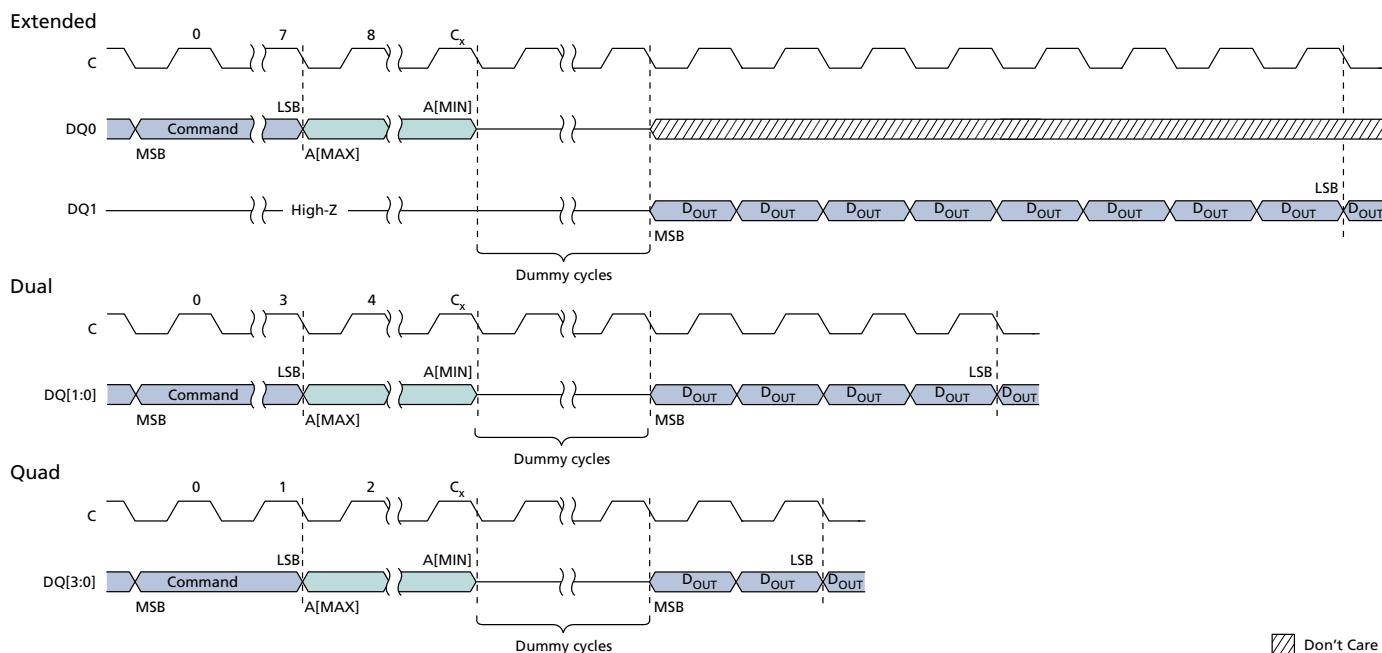 Extended
0 7 8 Cx
C
LSB A[MIN]
DQ0 Command
MSB A[MAX]
LSB
DQ1 High-Z DOUT DOUT DOUT DOUT DOUT DOUT DOUT DOUT DOUT
MSB
Dummy cycles
Dual
0 3 4 Cx
C
LSB A[MIN] LSB
DQ[1:0] Command DOUT DOUT DOUT DOUT DOUT
MSB A[MAX] MSB
Dummy cycles
Quad
0 1 2 Cx
C
LSB A[MIN] LSB
DQ[3:0] Command DOUT DOUT DOUT
MSB A[MAX] MSB
Dummy cycles
Don't Care